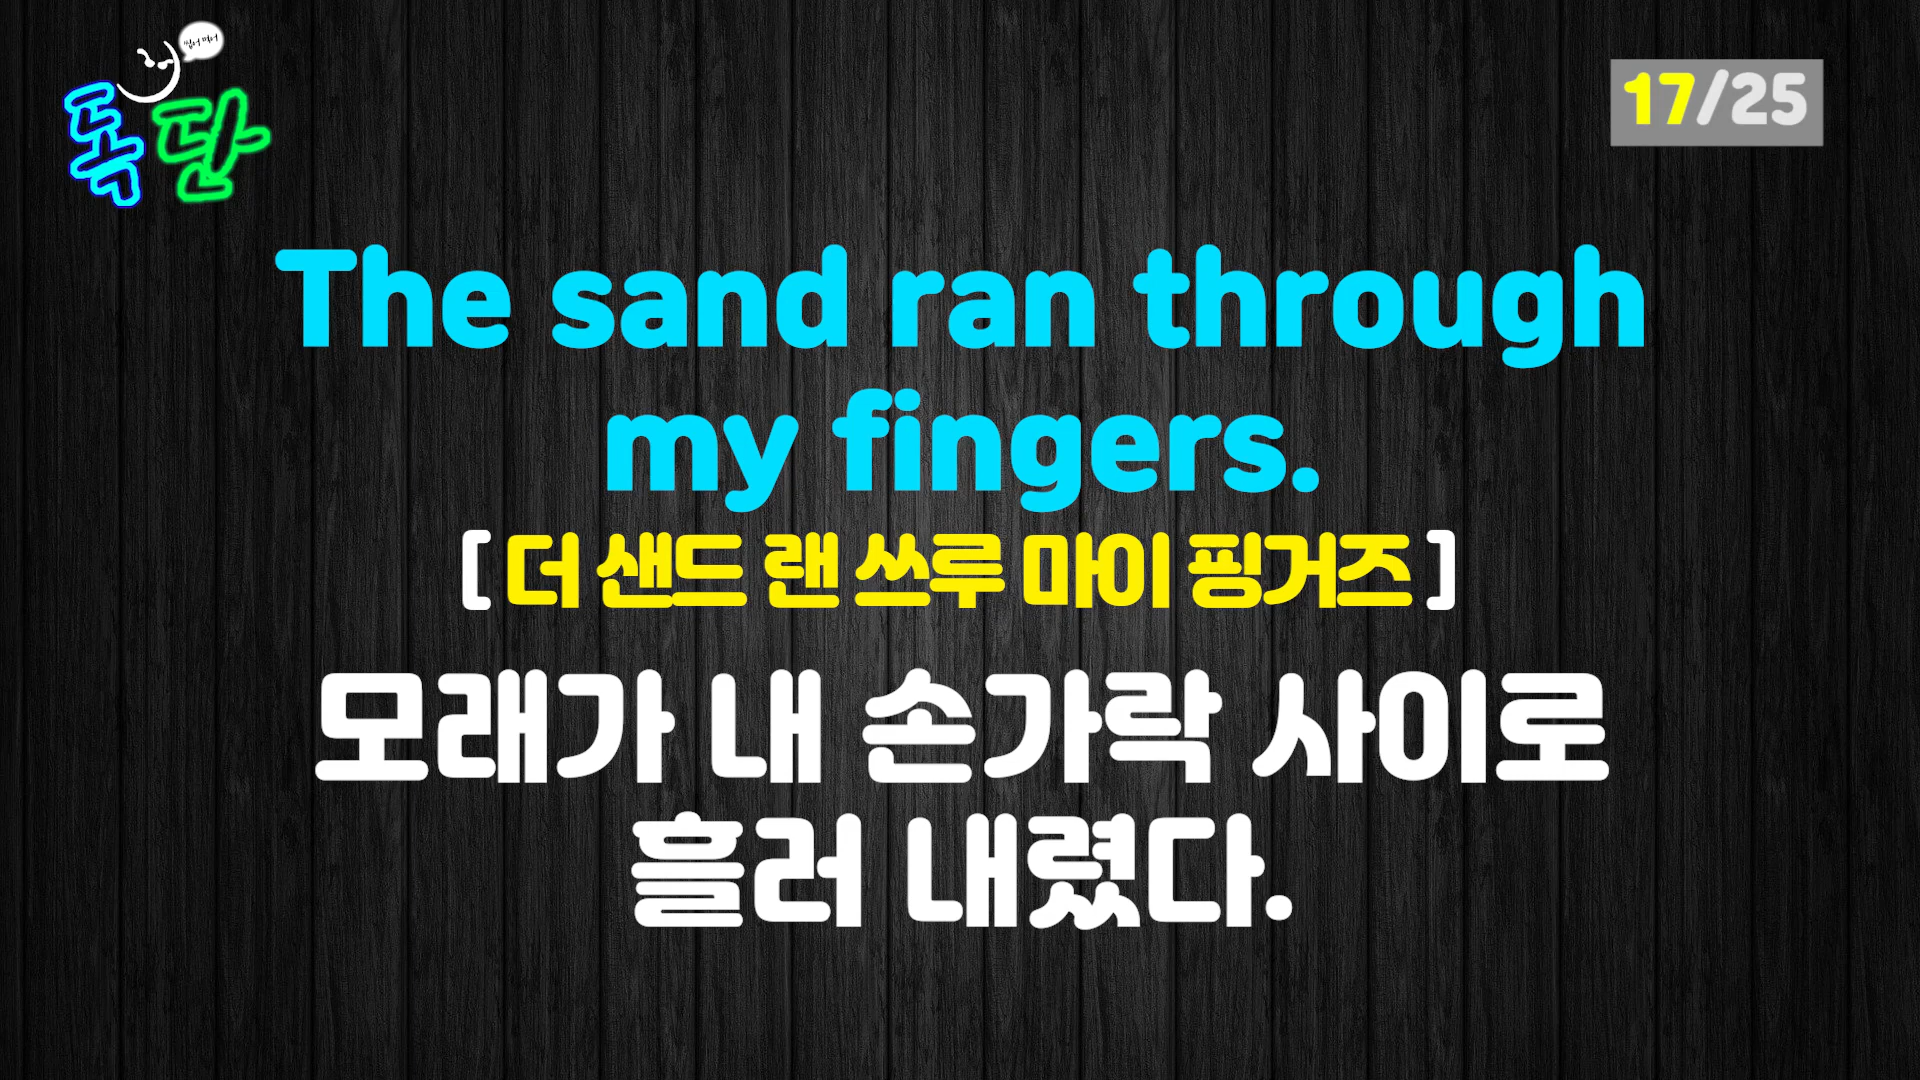 독단
17/25
The sand ran through
my fingers.
[ 더 샌드 랜 쓰루 마이 핑거즈 ]
모래가 내 손가락 사이로
흘러 내렸다.